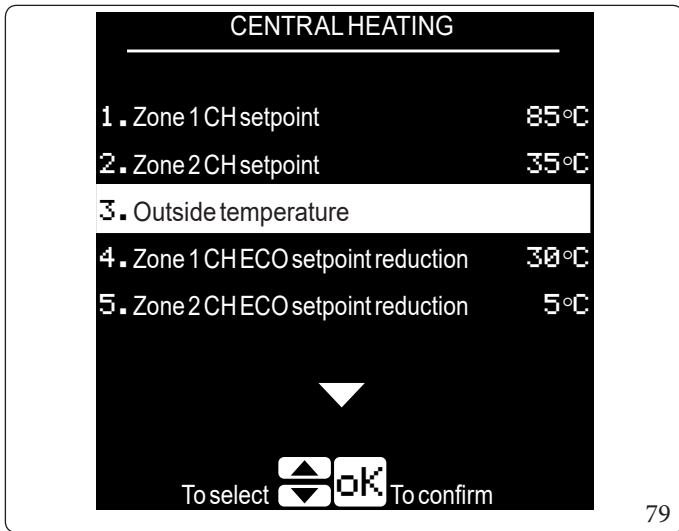 CENTRAL HEATING
1. Zone 1 CH setpoint 85°C
2. Zone 2 CH setpoint 35°C
3. Outside temperature
4. Zone 1 CH ECO setpoint reduction 30°C
5. Zone 2 CH ECO setpoint reduction 5°C
To select oK To confirm
79